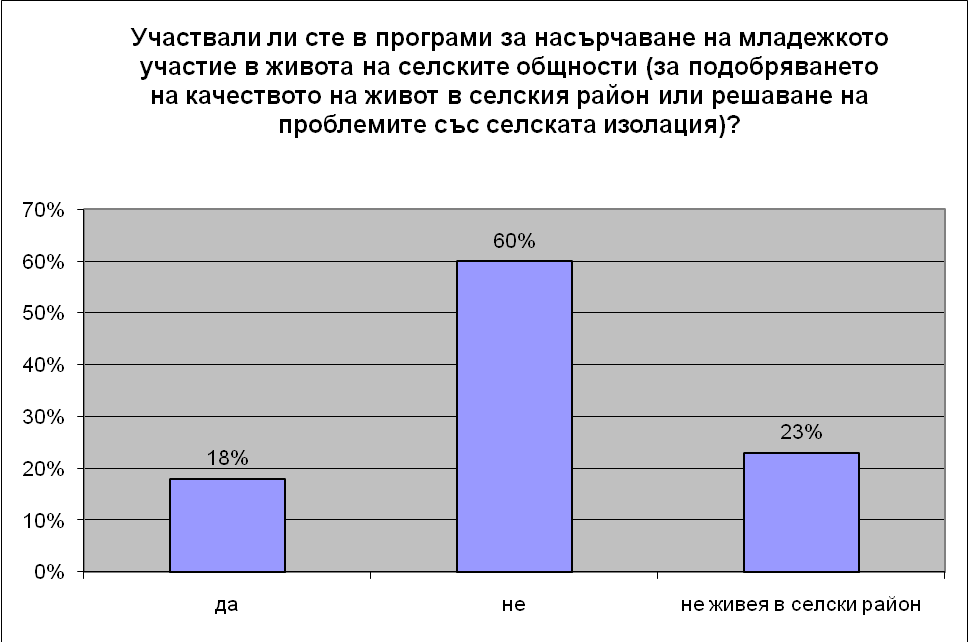 Участвали ли сте в програми за насърчаване на младежкото
участие в живота на селските общности (за подобряването
на качеството на живот в селския район или решаване на
проблемите със селската изолация)?
70%
60%
50%
40%
30%
20%
10%
0%
18%
60%
23%
да
не
не живея в селски район